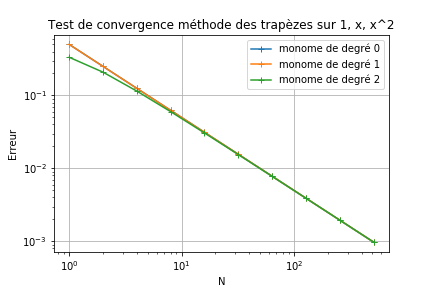 Test de convergence méthode des trapèzes sur 1, x, x^2
monome de degré 0
monome de degré 1
monome de degré 2
Erreur
10^-1
10^-2
10^-3
10^0
10^1
10^2
N